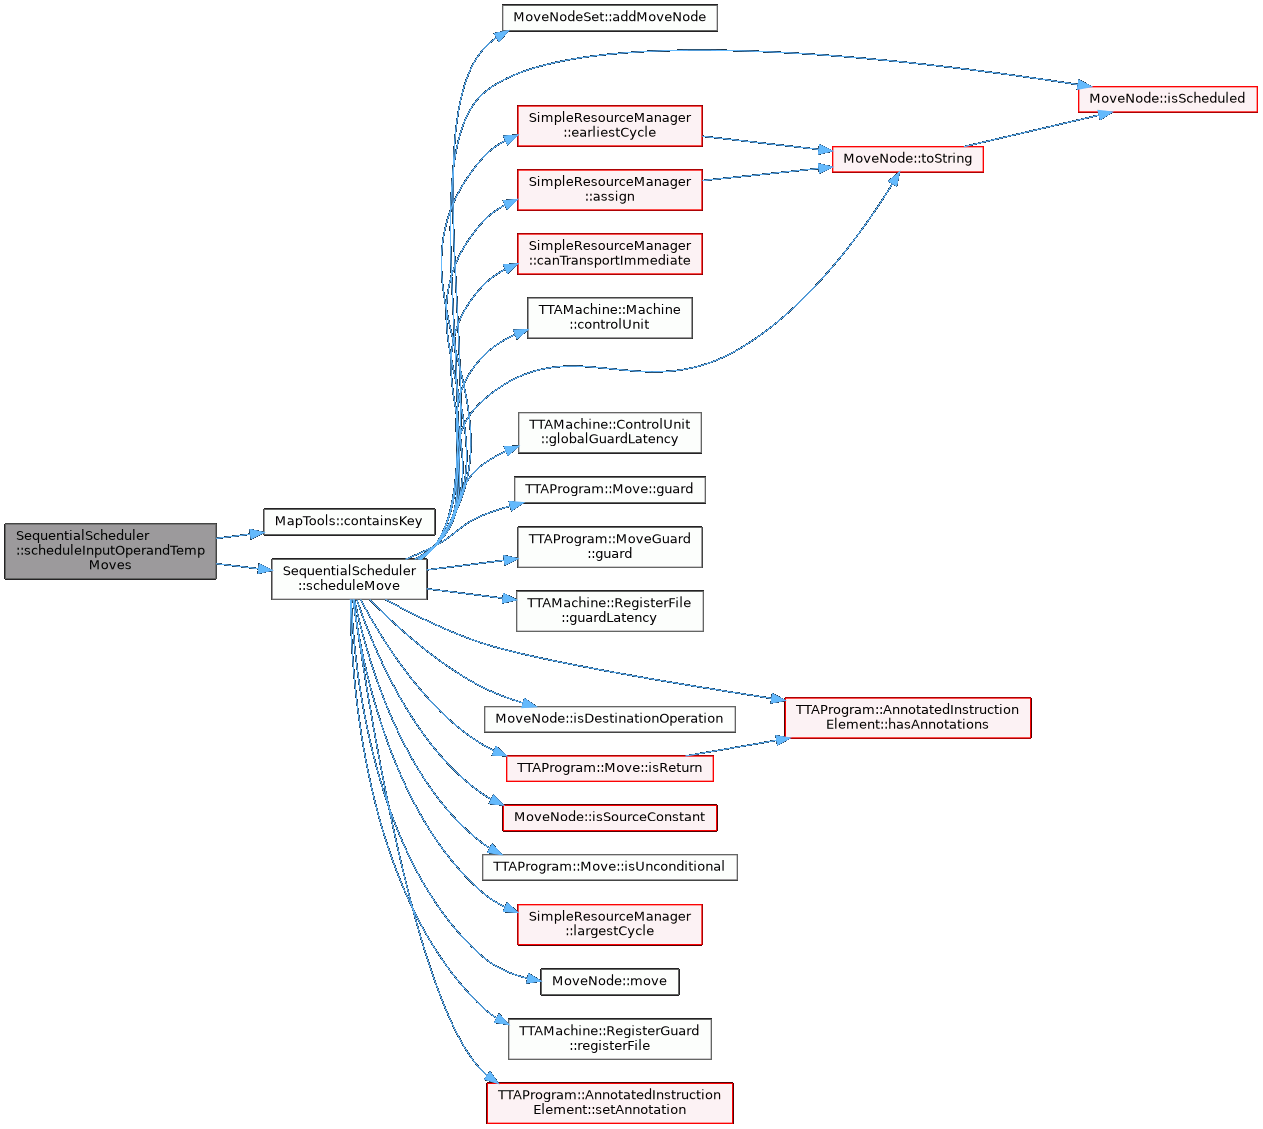 MoveNodeSet::addMoveNode
MoveNode::isScheduled
SimpleResourceManager
::earliestCycle
MoveNode::toString
SimpleResourceManager
::assign
SimpleResourceManager
::canTransportImmediate
TTAMachine::Machine
::controlUnit
TTAMachine::ControlUnit
::globalGuardLatency
TTAProgram::Move::guard
MapTools::containsKey
SequentialScheduler
::scheduleInputOperandTemp
Moves
TTAProgram::MoveGuard
::guard
SequentialScheduler
::scheduleMove
TTAMachine::RegisterFile
::guardLatency
MoveNode::isDestinationOperation
TTAProgram::AnnotatedInstruction
Element::hasAnnotations
TTAProgram::Move::isReturn
MoveNode::isSourceConstant
TTAProgram::Move::isUnconditional
SimpleResourceManager
::largestCycle
MoveNode::move
TTAMachine::RegisterGuard
::registerFile
TTAProgram::AnnotatedInstruction
Element::setAnnotation